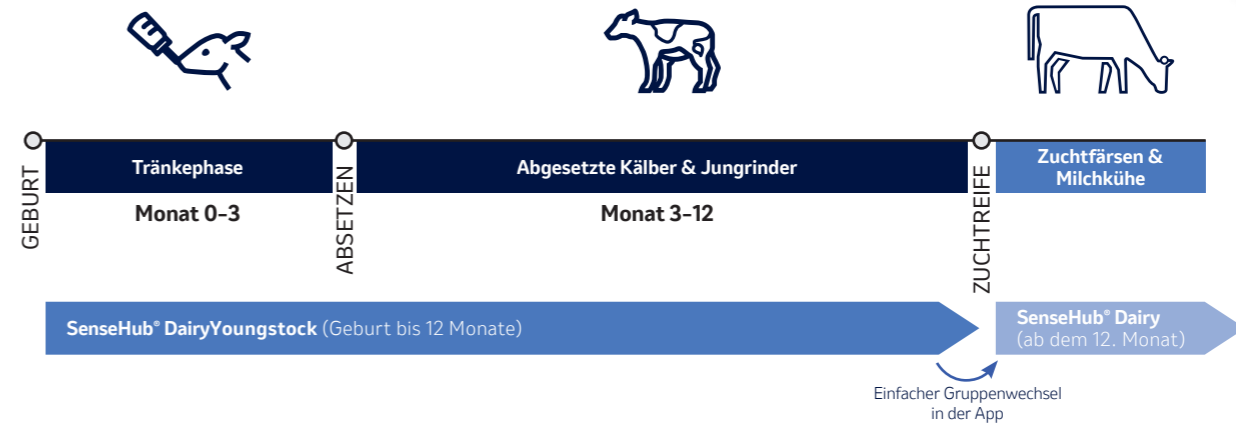 GEBURT
Tränkephase
Monat 0–3
ABSETZEN
Abgesetzte Kälber & Jungrinder
Monat 3–12
ZUCHTREIFE
Zuchtfärsen &
Milchkühe
SenseHub® DairyYoungstock (Geburt bis 12 Monate)
SenseHub® Dairy
(ab dem 12. Monat)
Einfacher Gruppenwechsel
in der App